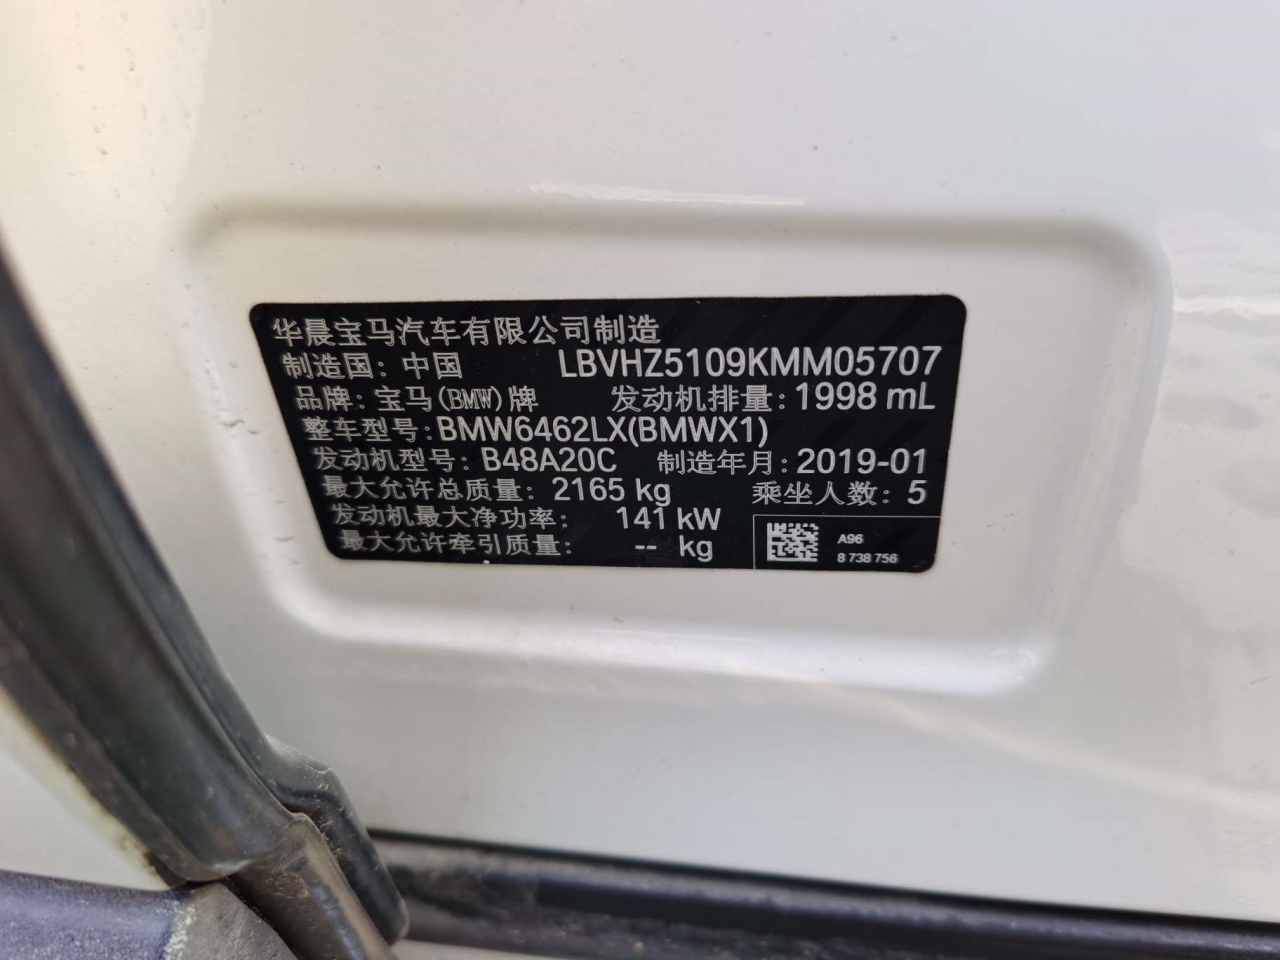 华晨宝马汽车有限公司制造
制造国: 中国 LBVHZ5109KMM05707
品牌: 宝马(BMW)牌 发动机排量: 1998 mL
整车型号: BMW6462LX(BMWX1)
发动机型号: B48A20C 制造年月: 2019-01
最大允许总质量: 2165 kg 乘坐人数: 5
发动机最大净功率: 141 kW
最大允许牵引质量: -- kg
A96
8 738 756